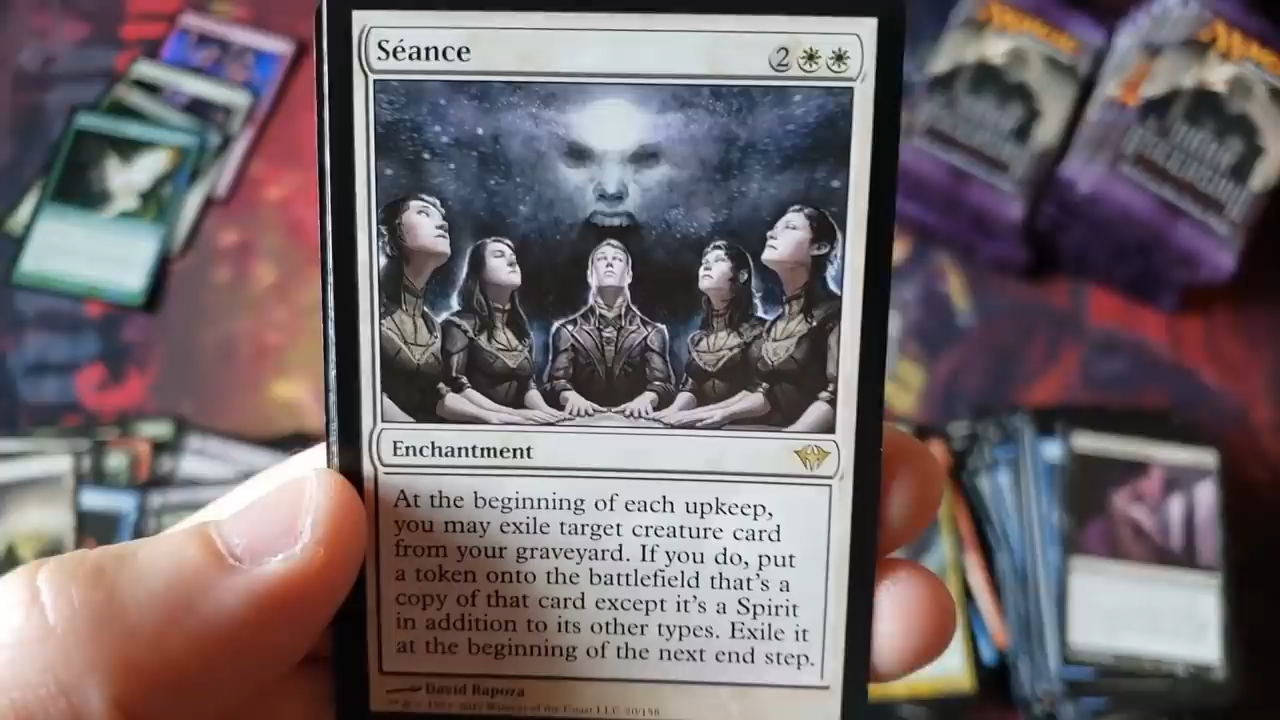 Séance
2
Enchantment
At the beginning of each upkeep,
you may exile target creature card
from your graveyard. If you do, put
a token onto the battlefield that's a
copy of that card except it's a Spirit
in addition to its other types. Exile it
at the beginning of the next end step.
David Rapoza